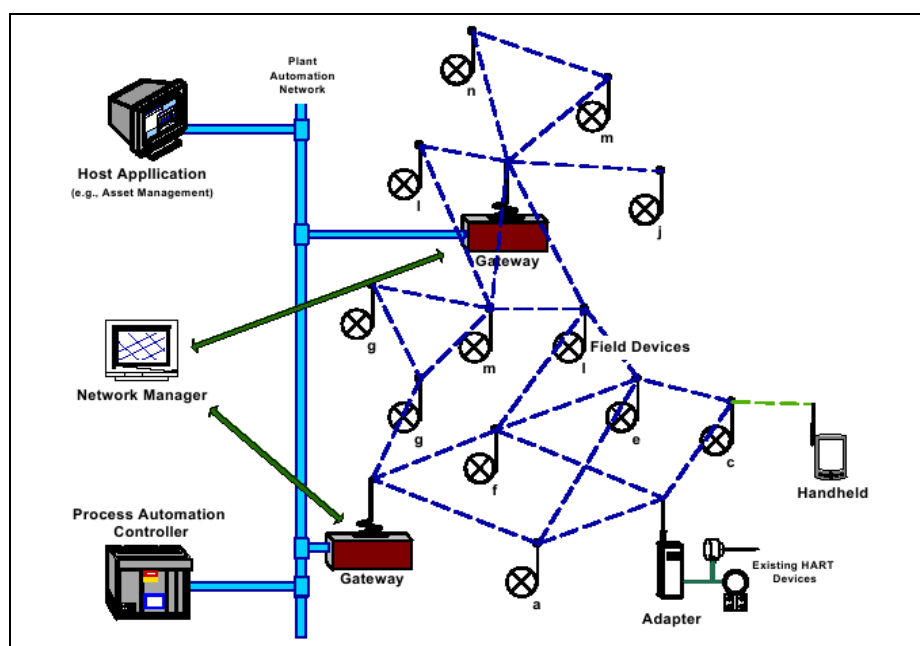 Plant
Automation
Network
n
m
Host Appllication
(e.g., Asset Management)
l
j
Gateway
g
m
l
Field Devices
Network Manager
g
e
c
f
Handheld
Process Automation
Controller
Gateway
a
Existing HART
Devices
Adapter